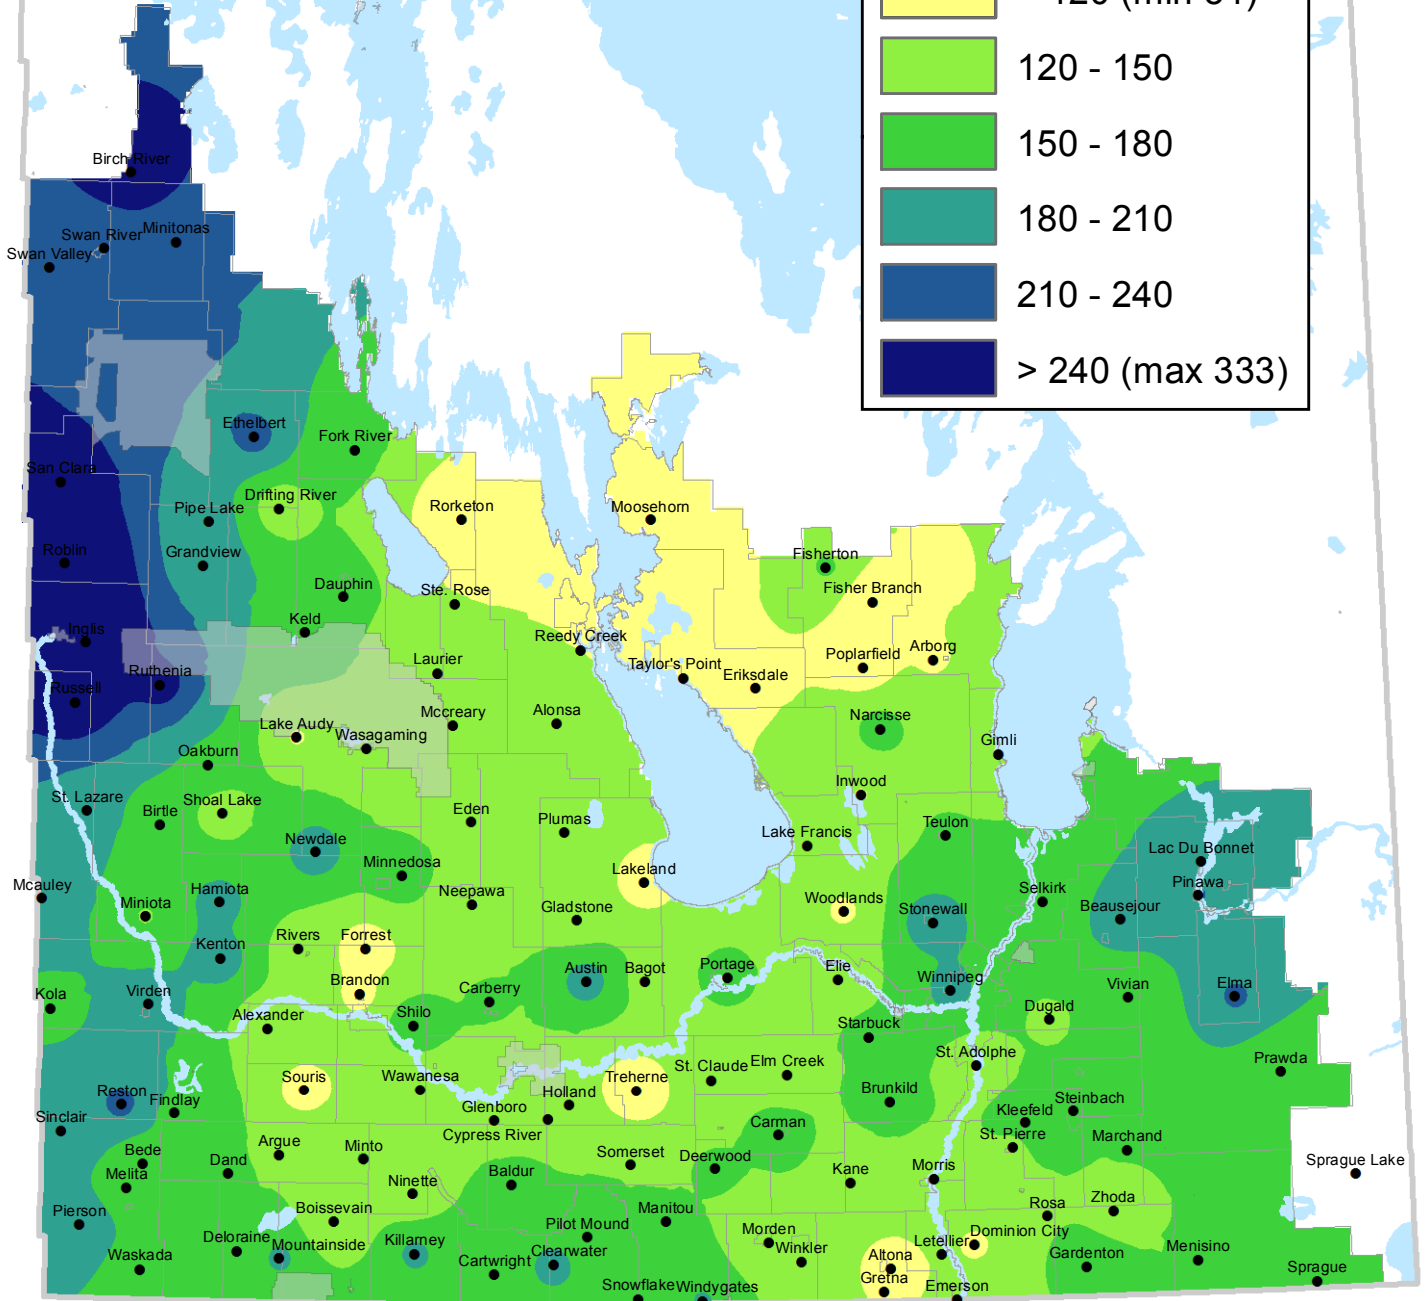 120 - 150
150 - 180
180 - 210
210 - 240
> 240 (max 333)
Birch River
Swan River
Minitonas
Swan Valley
Ethelbert
Fork River
San Clara
Drifting River
Pipe Lake
Rorketon
Moosehorn
Roblin
Grandview
Fisherton
Dauphin
Ste. Rose
Fisher Branch
Keld
Inglis
Reedy Creek
Laurier
Taylor's Point
Eriksdale
Poplarfield
Arborg
Ruthenia
Russell
Lake Audy
Wasagaming
Mccreary
Alonsa
Narcisse
Gimli
Oakburn
St. Lazare
Birtle
Shoal Lake
Eden
Plumas
Inwood
Newdale
Lake Francis
Teulon
Minnedosa
Lakeland
Lac Du Bonnet
Mcauley
Hamiota
Neepawa
Pinawa
Miniota
Gladstone
Woodlands
Stonewall
Selkirk
Beausejour
Kenton
Rivers
Forrest
Brandon
Austin
Bagot
Portage
Elie
Winnipeg
Vivian
Elma
Kola
Virden
Carberry
Alexander
Shilo
Dugald
Starbuck
St. Adolphe
Prawda
Souris
Wawanesa
Treherne
St. Claude
Elm Creek
Reston
Findlay
Holland
Brunkild
Steinbach
Glenboro
Kleefeld
Sinclair
Cypress River
Carman
St. Pierre
Marchand
Argue
Minto
Somerset
Deerwood
Bede
Dand
Melita
Baldur
Kane
Morris
Sprague Lake
Ninette
Pierson
Boissevain
Manitou
Rosa
Zhoda
Pilot Mound
Morden
Dominion City
Deloraine
Mountainside
Killarney
Clearwater
Winkler
Letellier
Waskada
Cartwright
Altona
Gardenton
Menisino
Gretna
Sprague
Snowflake
Windygates
Emerson